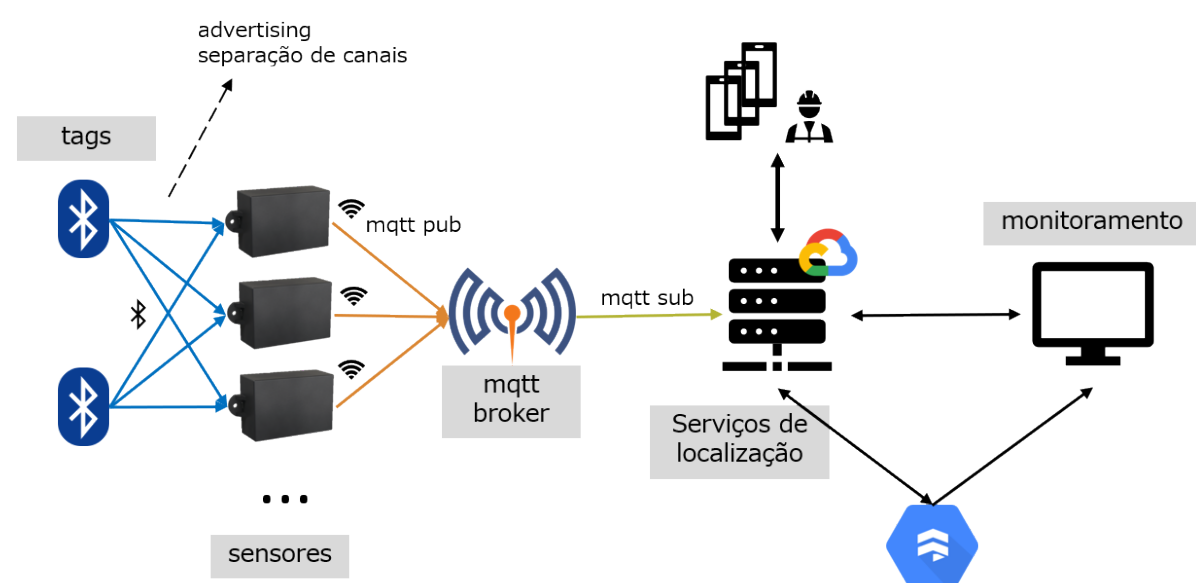 advertising
separação de canais
tags
mqtt pub
monitoramento
mqtt sub
mqtt
broker
Serviços de
localização
...
sensores